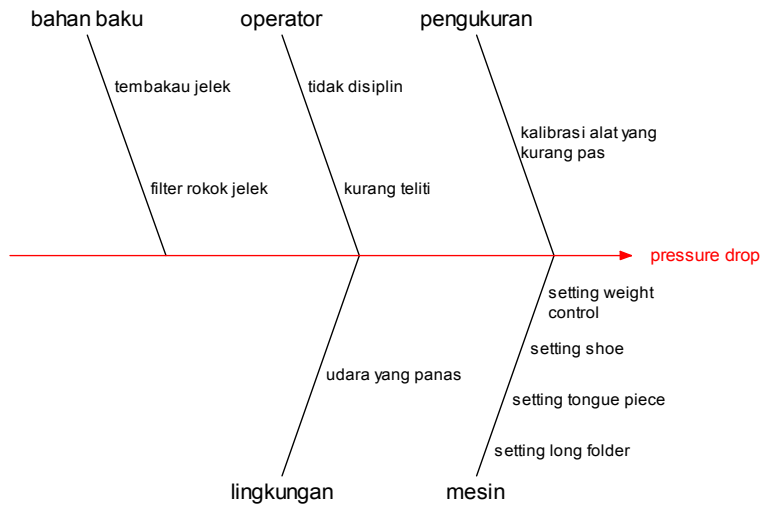 bahan baku
operator
pengukuran
tembakau jelek
tidak disiplin
kalibrasi alat yang
kurang pas
filter rokok jelek
kurang teliti
pressure drop
setting weight
control
setting shoe
udara yang panas
setting tongue piece
setting long folder
lingkungan
mesin